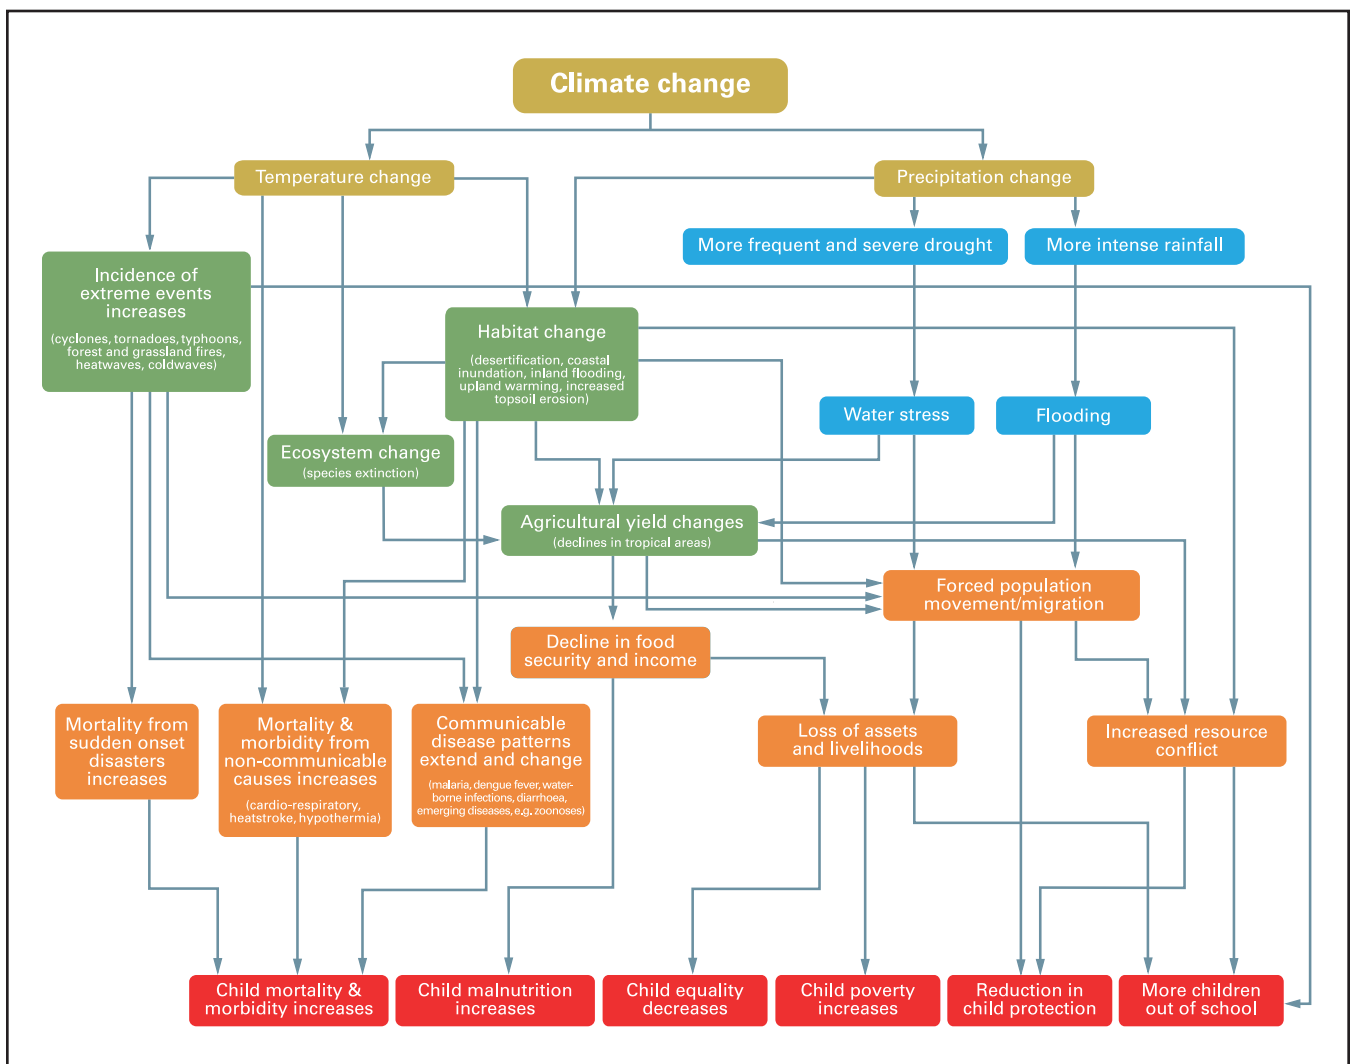 Climate change
Temperature change
Precipitation change
More frequent and severe drought
More intense rainfall
Incidence of
extreme events
increases
(cyclones, tornadoes, typhoons,
forest and grassland fires,
heatwaves, coldwaves)
Habitat change
(desertification, coastal
inundation, inland flooding,
upland warming, increased
topsoil erosion)
Water stress
Flooding
Ecosystem change
(species extinction)
Agricultural yield changes
(declines in tropical areas)
Forced population
movement/migration
Decline in food
security and income
Mortality from
sudden onset
disasters
increases
Mortality &
morbidity from
non-communicable
causes increases
(cardio-respiratory,
heatstroke, hypothermia)
Communicable
disease patterns
extend and change
(malaria, dengue fever, water-
borne infections, diarrhoea,
emerging diseases, e.g. zoonoses)
Loss of assets
and livelihoods
Increased resource
conflict
Child mortality &
morbidity increases
Child malnutrition
increases
Child equality
decreases
Child poverty
increases
Reduction in
child protection
More children
out of school